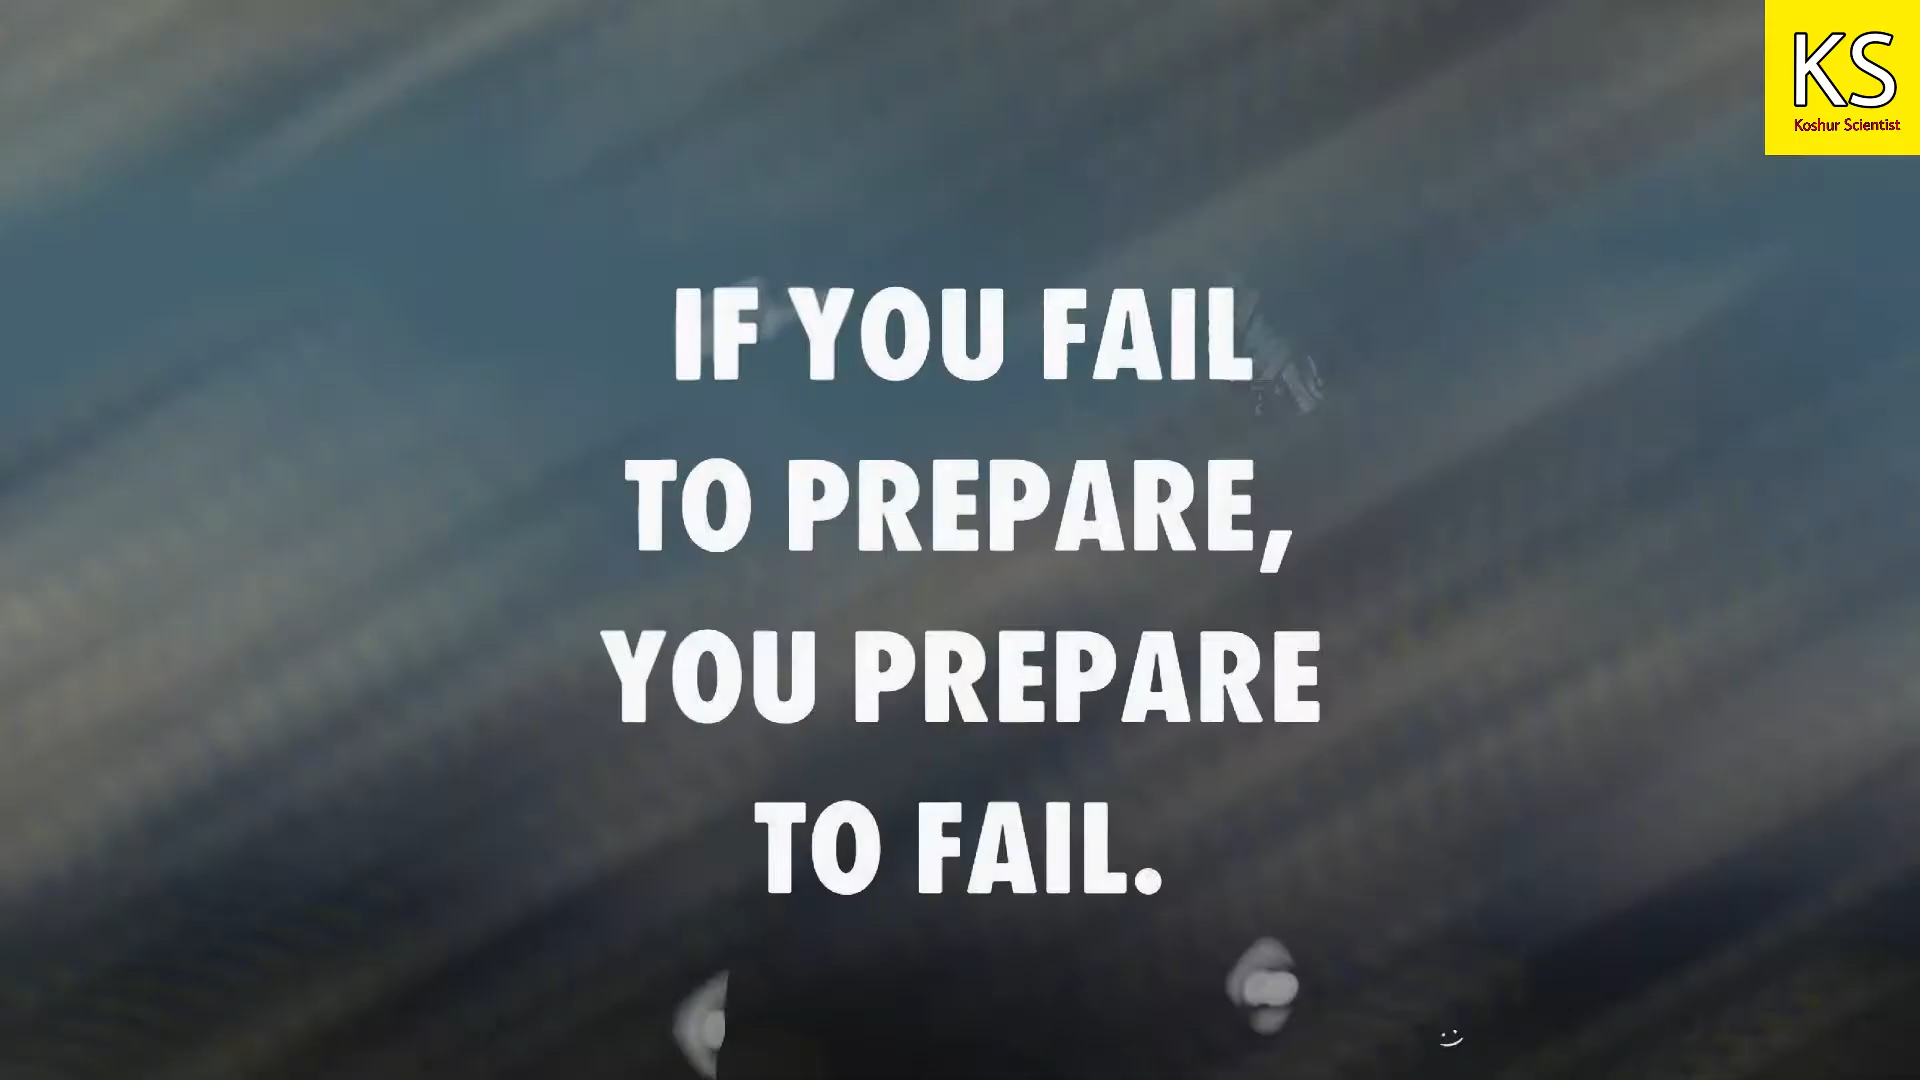 KS
Koshur Scientist
IF YOU FAIL
TO PREPARE,
YOU PREPARE
TO FAIL.